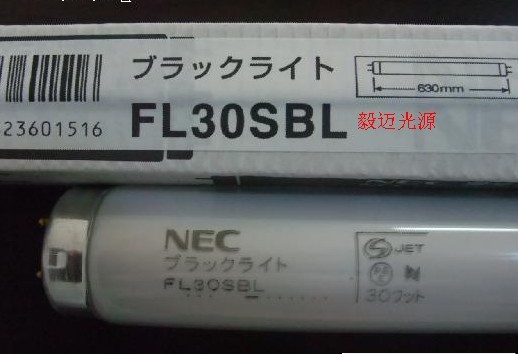 ブラックライト
630mm
23601516
FL30SBL
毅迈光源
NEC
ブラックライト
FL30SBL
JET
PS
E
N
30ワット